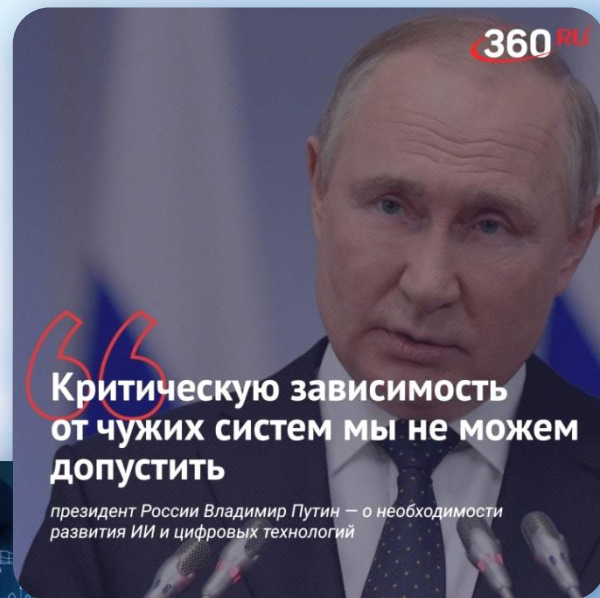 360 RU
Критическую зависимость
от чужих систем мы не можем
допустить
президент России Владимир Путин — о необходимости
развития ИИ и цифровых технологий